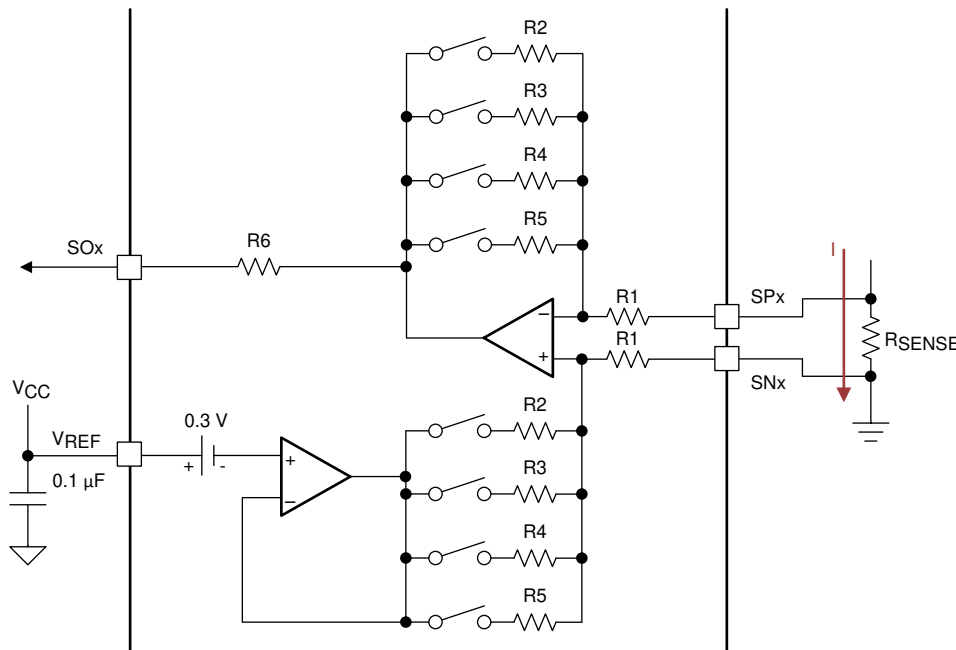 R2
R3
R4
R5
SOx
R6
R1
SPx
I
RSENSE
R1
SNx
VCC
VREF
0.3 V
+ -
0.1 µF
−
+
+
−
R2
R3
R4
R5